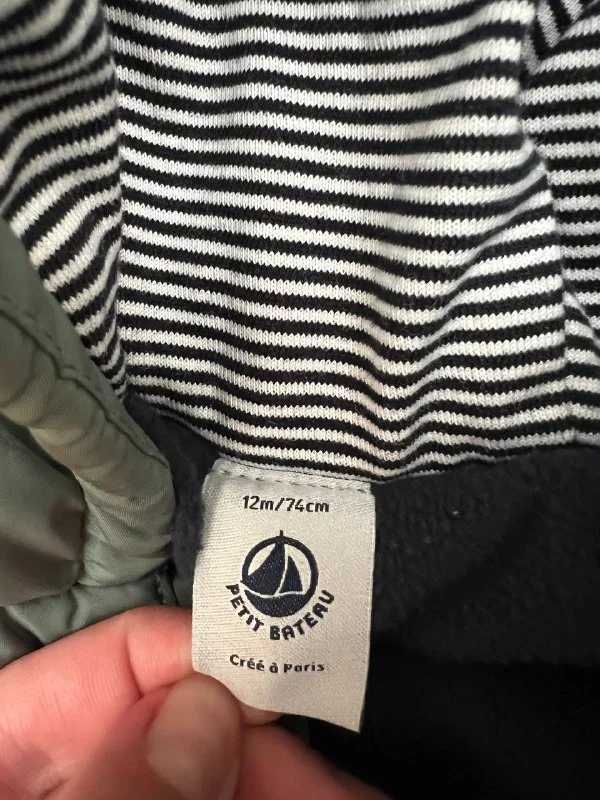 12m/74cm
PETIT BATEAU
Créé à Paris